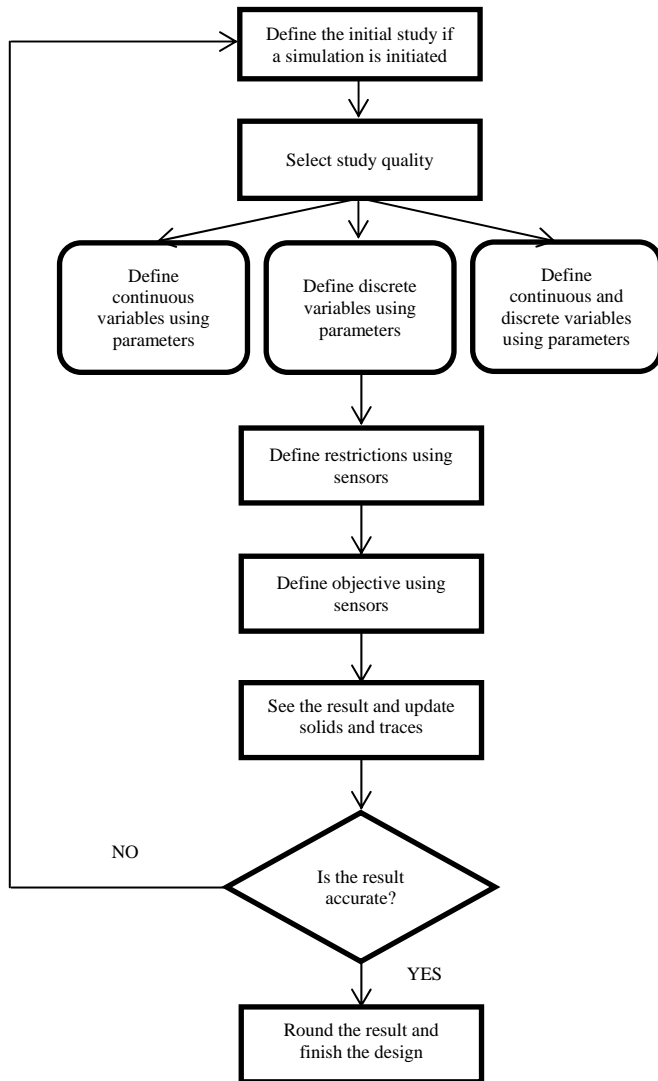 Define the initial study if
a simulation is initiated
Select study quality
Define
continuous
variables using
parameters
Define discrete
variables using
parameters
Define
continuous and
discrete variables
using parameters
Define restrictions using
sensors
Define objective using
sensors
See the result and update
solids and traces
NO
Is the result
accurate?
YES
Round the result and
finish the design